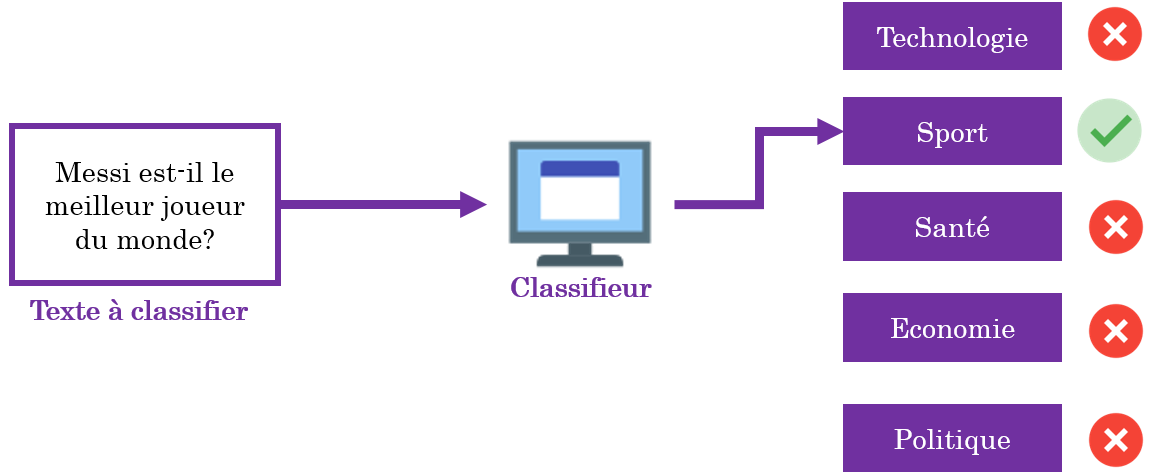 Messi est-il le
meilleur joueur
du monde?
Texte à classifier
Classifieur
Technologie
Sport
Santé
Economie
Politique